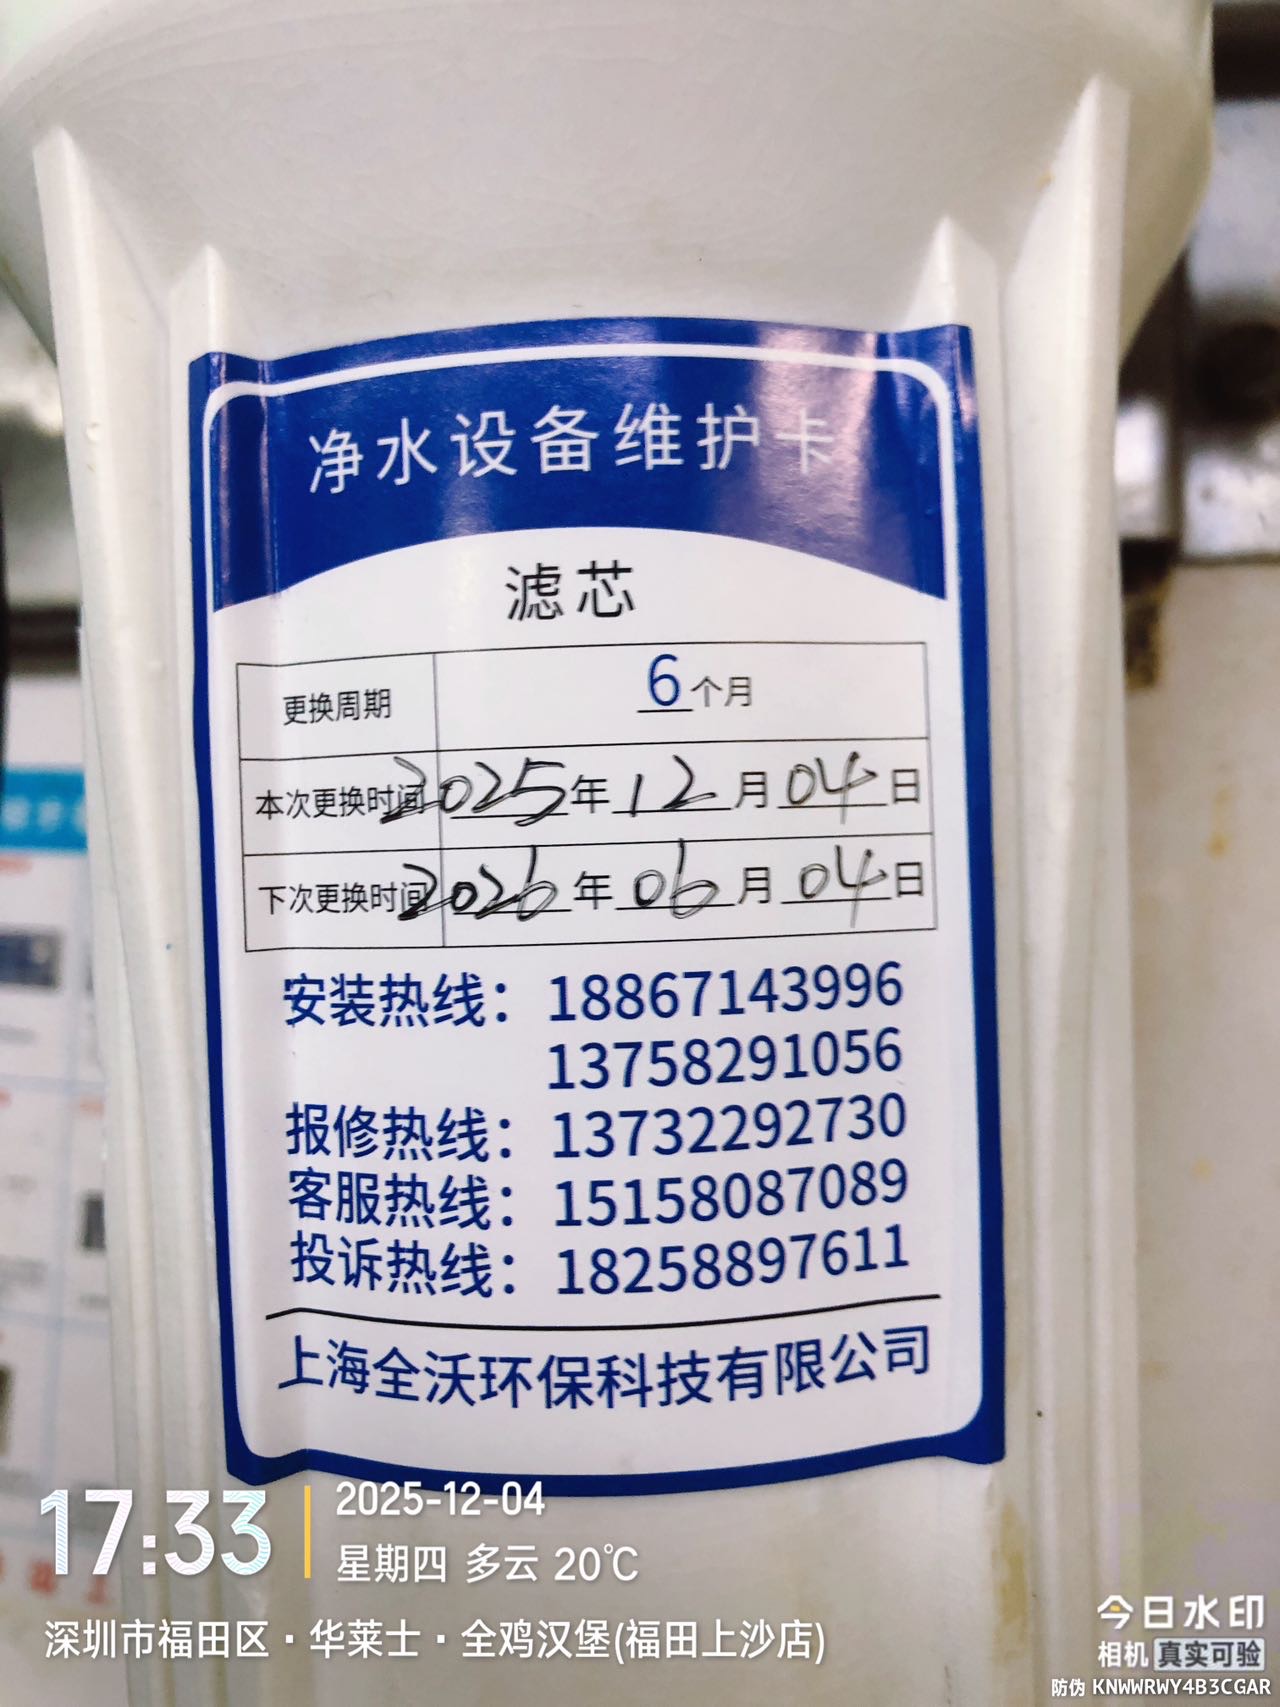 净水设备维护卡
滤芯
更换周期 6个月
本次更换时间 2025年12月04日
下次更换时间 2026年06月04日
安装热线：18867143996
13758291056
报修热线：13732292730
客服热线：15158087089
投诉热线：18258897611
上海全沃环保科技有限公司
17:33
2025-12-04
星期四 多云 20℃
深圳市福田区·华莱士·全鸡汉堡(福田上沙店)
今日水印
相机 真实可验
防伪 KNWWRWY4B3CGAR